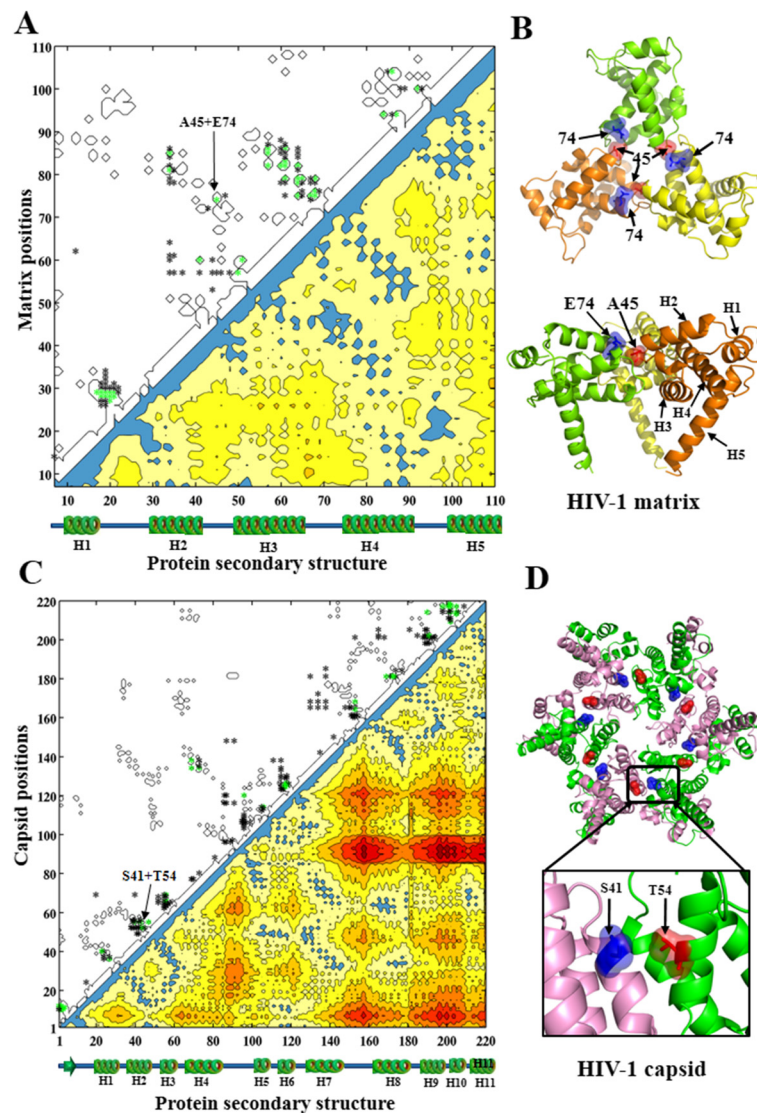 A
110
100
90
80
70
60
50
40
30
20
10
Matrix positions
A45+E74
10 20 30 40 50 60 70 80 90 100 110
H1 H2 H3 H4 H5
Protein secondary structure
B
74 45 74
74
E74 A45 H2 H1
H3 H4 H5
HIV-1 matrix
C
220
200
180
160
140
120
100
80
60
40
20
1
Capsid positions
S41+T54
1 20 40 60 80 100 120 140 160 180 200 220
H1 H2 H3 H4 H5 H6 H7 H8 H9 H10 H11
H11
Protein secondary structure
D
S41 T54
HIV-1 capsid